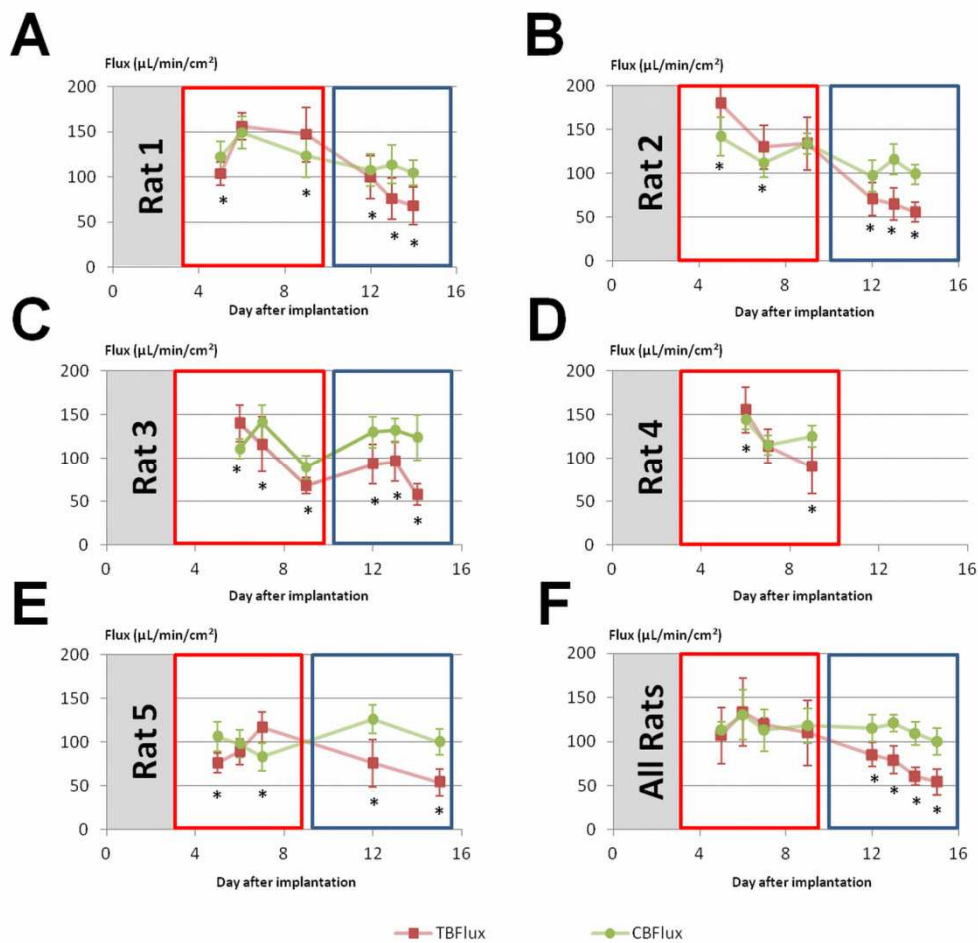 A
Flux (µL/min/cm²)
200
150
100
50
0
Rat 1
* * * * *
0 4 8 12 16
Day after implantation
B
Flux (µL/min/cm²)
200
150
100
50
0
Rat 2
* * * * *
0 4 8 12 16
Day after implantation
C
Flux (µL/min/cm²)
200
150
100
50
0
Rat 3
* * * * * *
0 4 8 12 16
Day after implantation
D
Flux (µL/min/cm²)
200
150
100
50
0
Rat 4
* *
0 4 8 12 16
Day after implantation
E
Flux (µL/min/cm²)
200
150
100
50
0
Rat 5
* * * *
0 4 8 12 16
Day after implantation
F
Flux (µL/min/cm²)
200
150
100
50
0
All Rats
* * * *
0 4 8 12 16
Day after implantation
TBFlux CBFlux